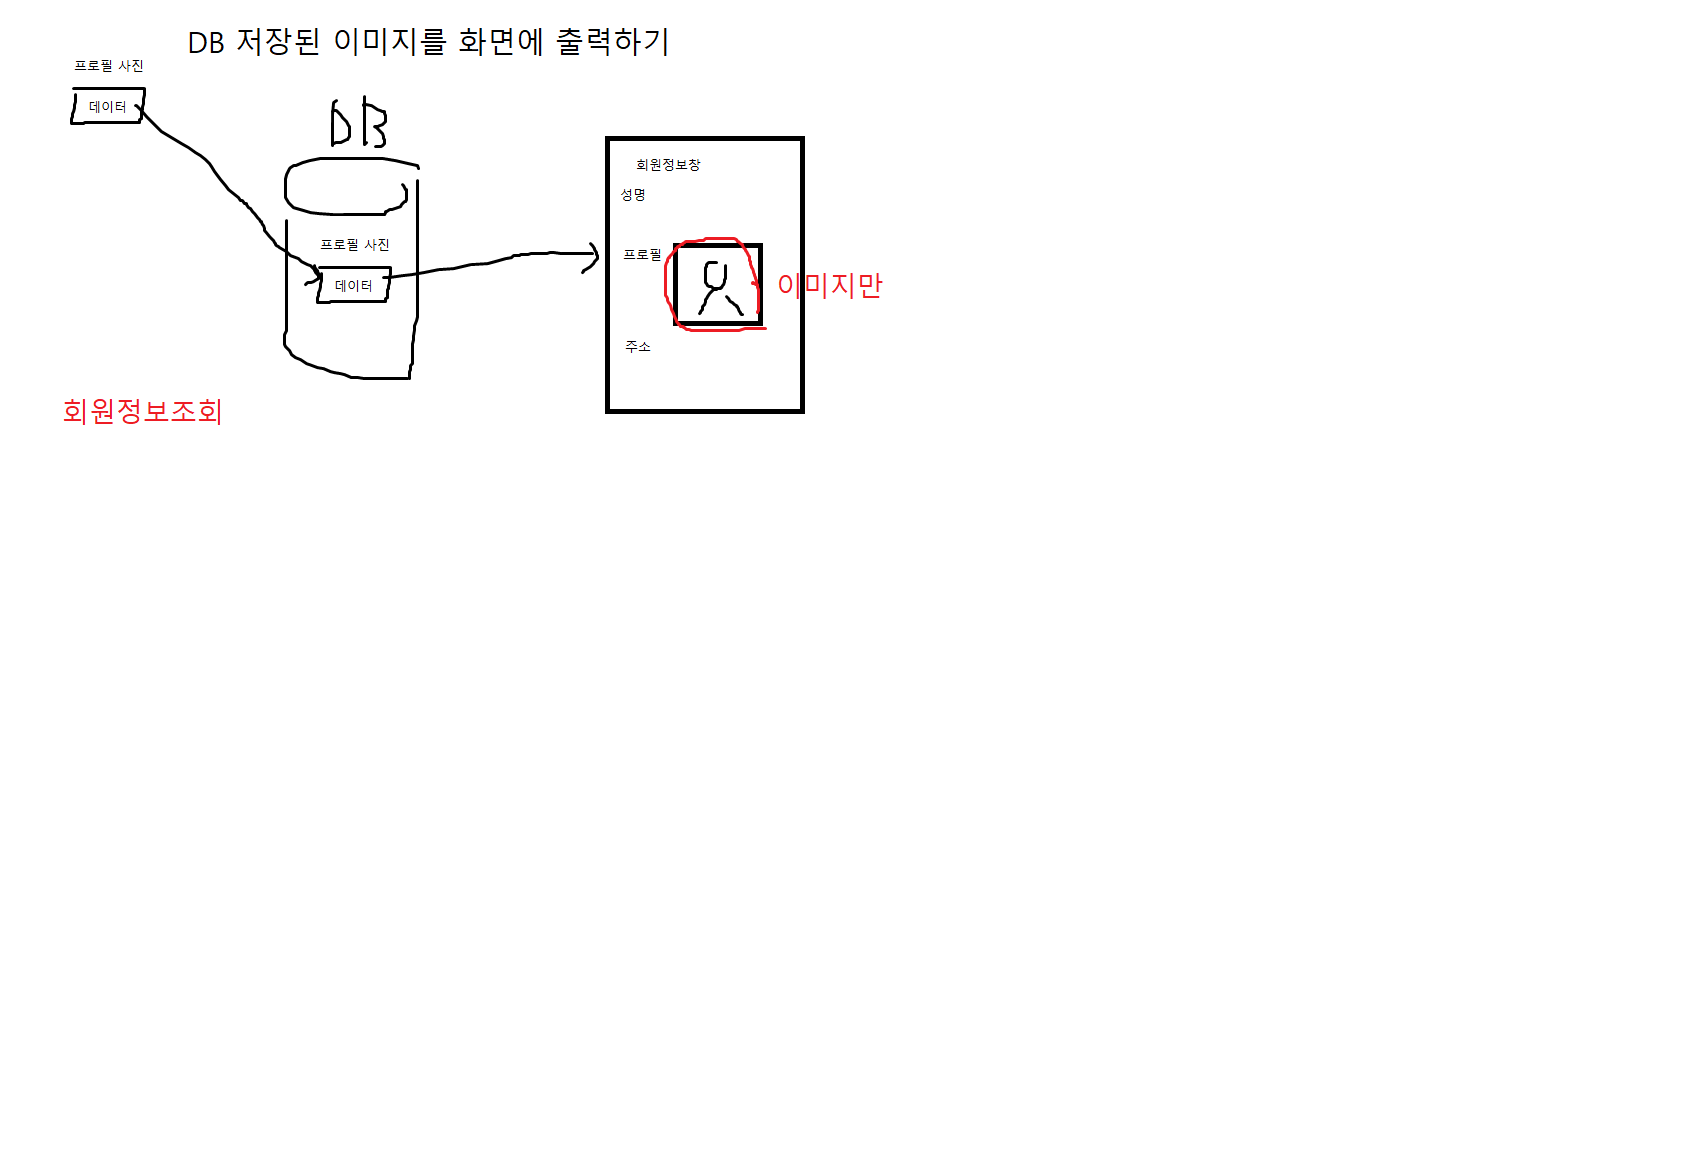 DB 저장된 이미지를 화면에 출력하기
프로필 사진
데이터
DB
회원정보창
성명
프로필 사진
데이터
프로필
이미지만
주소
회원정보조회